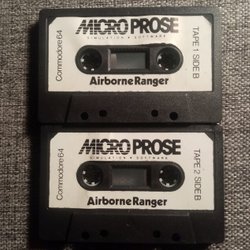 MICRO PROSE
SIMULATION • SOFTWARE
Commodore 64
TAPE 1 SIDE B
Airborne Ranger
MICRO PROSE
SIMULATION • SOFTWARE
Commodore 64
TAPE 2 SIDE B
Airborne Ranger